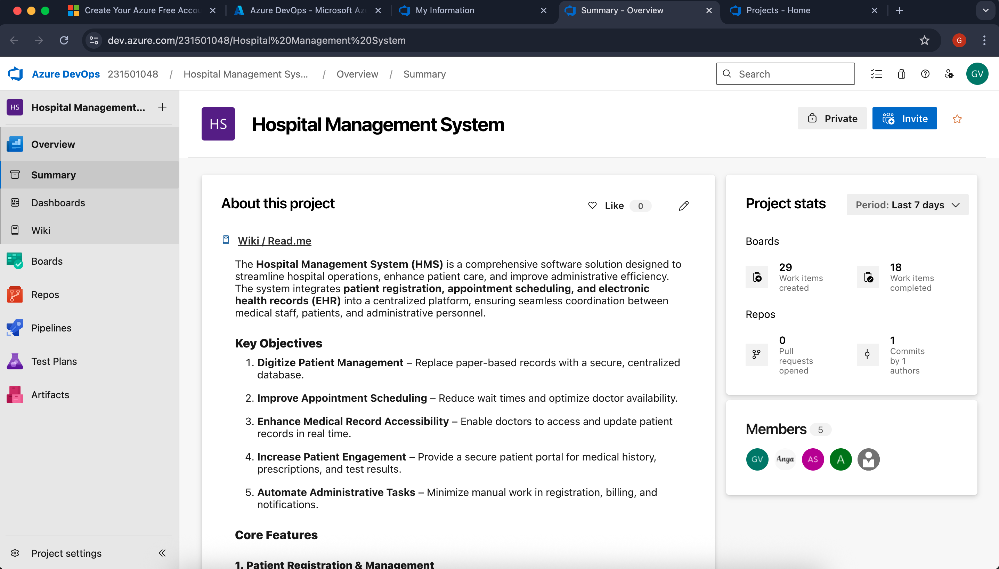 Create Your Azure Free Accou
Azure DevOps - Microsoft Az
My Information
Summary - Overview
Projects - Home
dev.azure.com/231501048/Hospital%20Management%20System
G
Azure DevOps 231501048 / Hospital Management Sys... / Overview / Summary
Search
GV
HS Hospital Management...
Overview
Summary
Dashboards
Wiki
Boards
Repos
Pipelines
Test Plans
Artifacts
Project settings
HS
Hospital Management System
Private
Invite
About this project
Like 0
Wiki / Read.me
The Hospital Management System (HMS) is a comprehensive software solution designed to
streamline hospital operations, enhance patient care, and improve administrative efficiency.
The system integrates patient registration, appointment scheduling, and electronic
health records (EHR) into a centralized platform, ensuring seamless coordination between
medical staff, patients, and administrative personnel.
Key Objectives
1. Digitize Patient Management – Replace paper-based records with a secure, centralized
database.
2. Improve Appointment Scheduling – Reduce wait times and optimize doctor availability.
3. Enhance Medical Record Accessibility – Enable doctors to access and update patient
records in real time.
4. Increase Patient Engagement – Provide a secure patient portal for medical history,
prescriptions, and test results.
5. Automate Administrative Tasks – Minimize manual work in registration, billing, and
notifications.
Core Features
1. Patient Registration & Management
Project stats
Period: Last 7 days
Boards
29
Work items
created
18
Work items
completed
Repos
0
Pull
requests
opened
1
Commits
by 1
authors
Members 5
GV Anya AS A